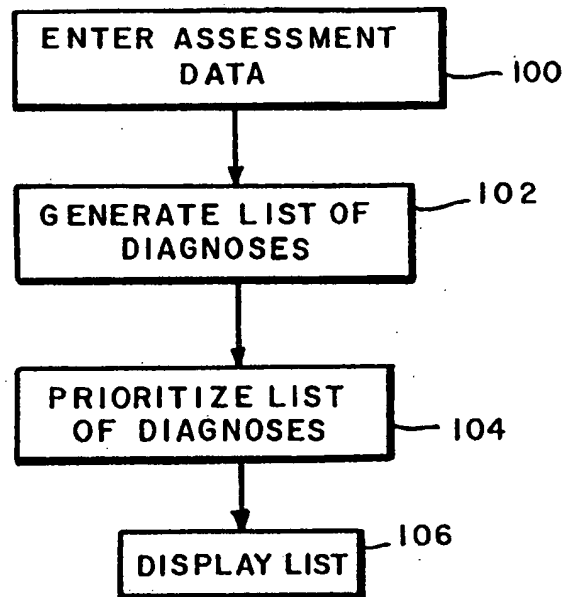 ENTER ASSESSMENT
DATA
100
GENERATE LIST OF
DIAGNOSES
102
PRIORITIZE LIST
OF DIAGNOSES
104
DISPLAY LIST
106